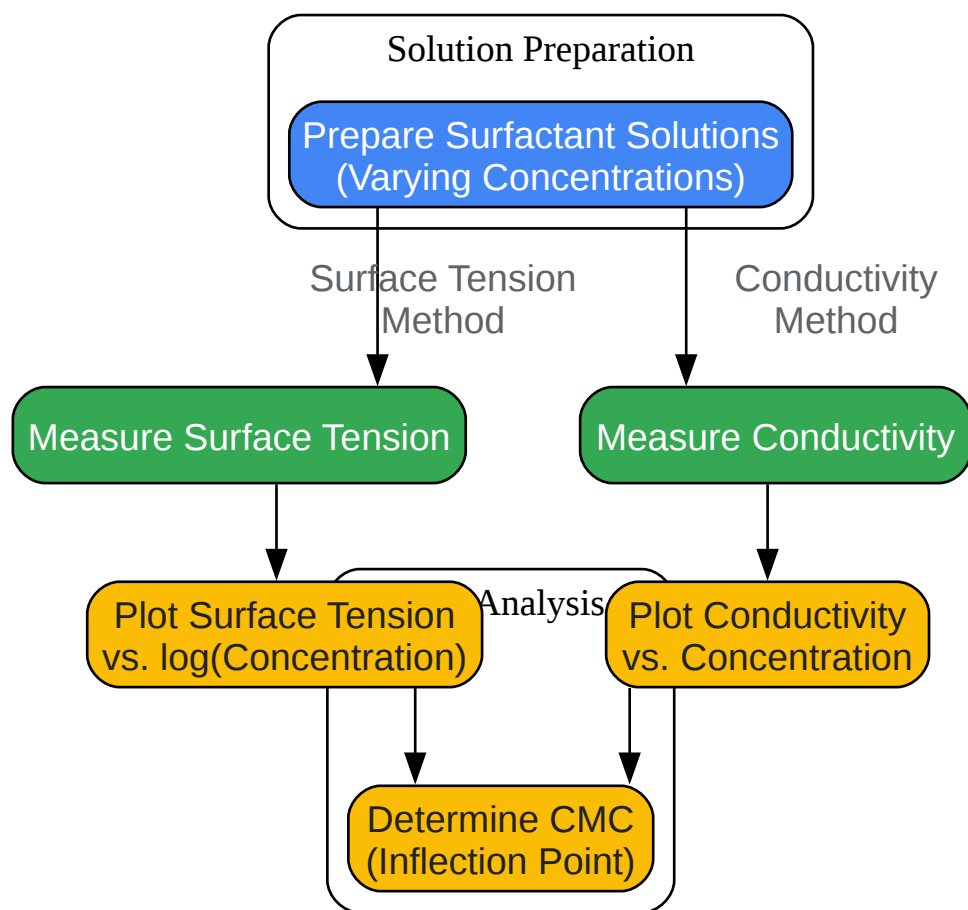 Solution Preparation
Prepare Surfactant Solutions
(Varying Concentrations)
Surface Tension
Method
Conductivity
Method
Measure Surface Tension
Measure Conductivity
Analysis
Plot Surface Tension
vs. log(Concentration)
Plot Conductivity
vs. Concentration
Determine CMC
(Inflection Point)